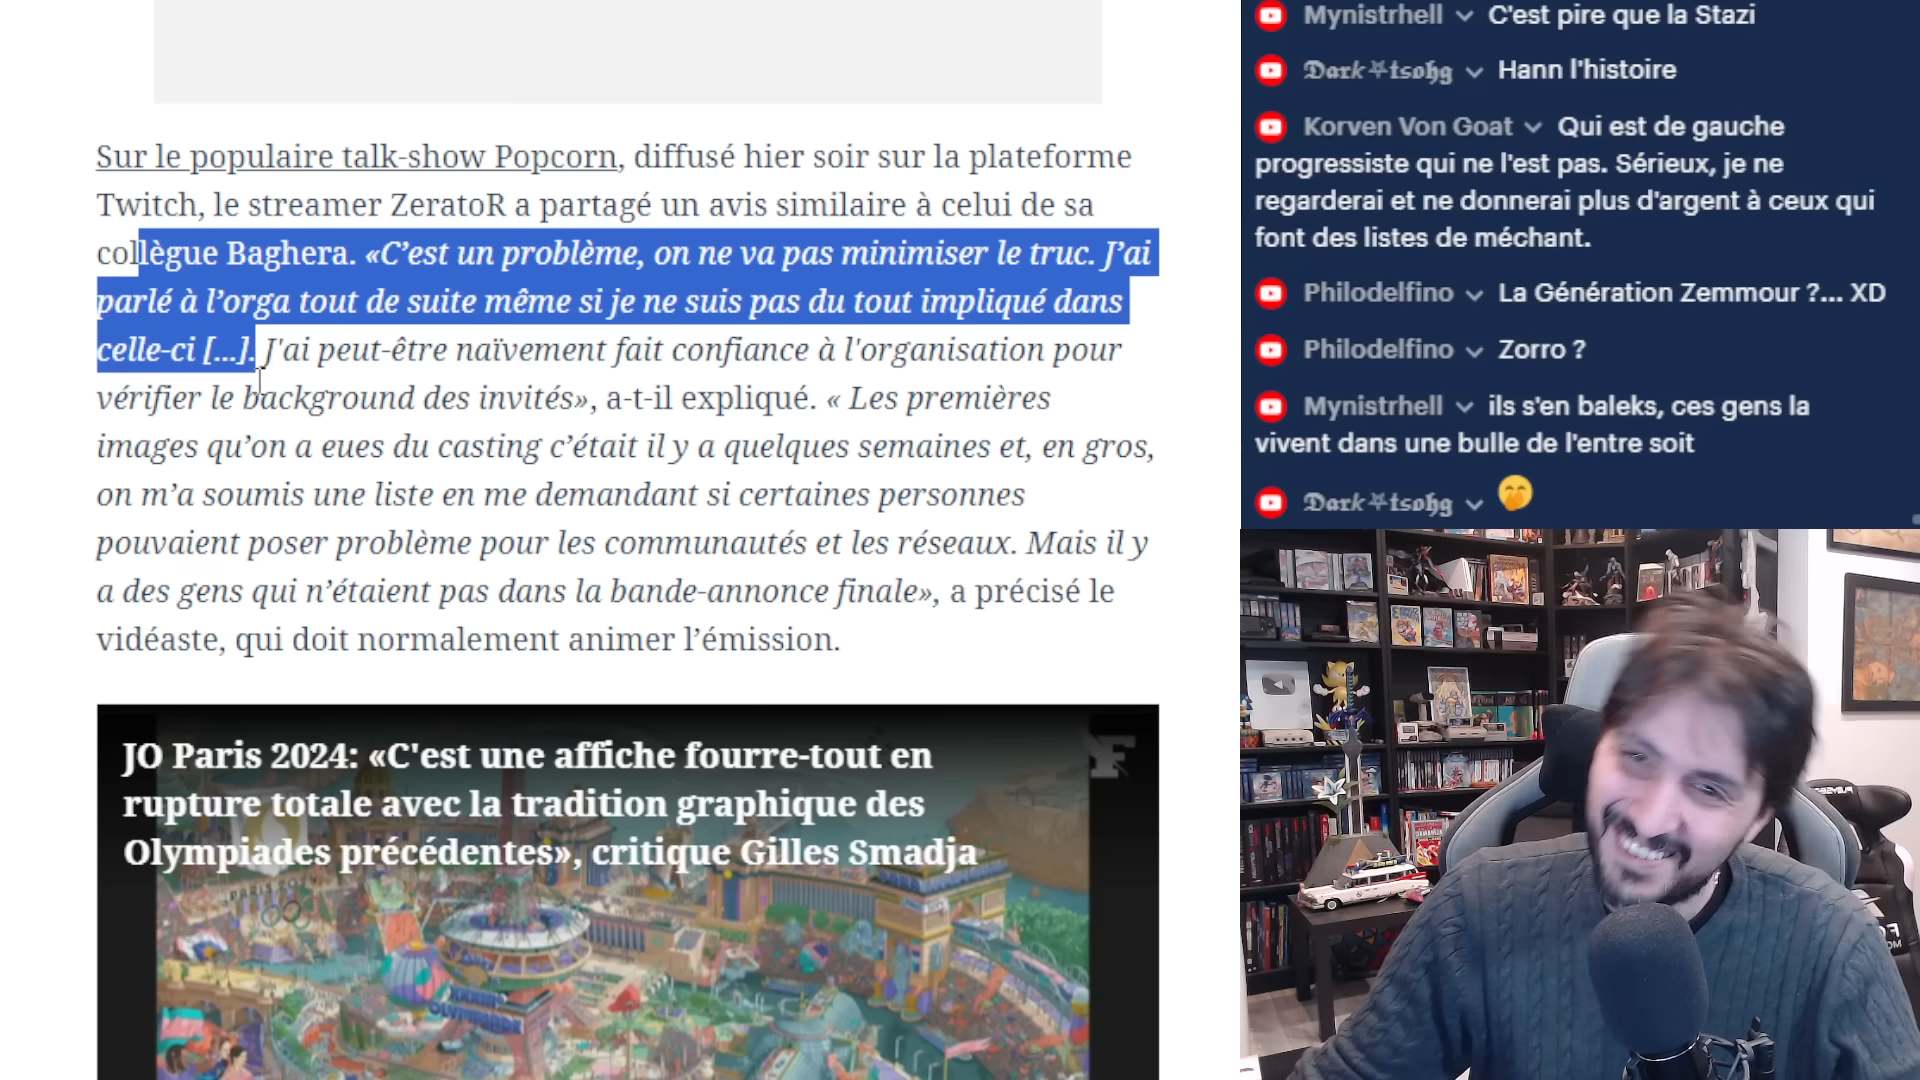 Sur le populaire talk-show Popcorn, diffusé hier soir sur la plateforme
Twitch, le streamer ZeratoR a partagé un avis similaire à celui de sa
collègue Baghera. «C’est un problème, on ne va pas minimiser le truc. J’ai
parlé à l’orga tout de suite même si je ne suis pas du tout impliqué dans
celle-ci [...]. J'ai peut-être naïvement fait confiance à l'organisation pour
vérifier le background des invités», a-t-il expliqué. « Les premières
images qu’on a eues du casting c’était il y a quelques semaines et, en gros,
on m’a soumis une liste en me demandant si certaines personnes
pouvaient poser problème pour les communautés et les réseaux. Mais il y
a des gens qui n’étaient pas dans la bande-annonce finale», a précisé le
vidéaste, qui doit normalement animer l’émission.
JO Paris 2024: «C'est une affiche fourre-tout en
rupture totale avec la tradition graphique des
Olympiades précédentes», critique Gilles Smadja
F
Mynistrhell C'est pire que la Stazi
𝕯𝖆𝖗𝖐⛧𝖙𝖘𝖔𝖍𝖌 Hann l'histoire
Korven Von Goat Qui est de gauche
progressiste qui ne l'est pas. Sérieux, je ne
regarderai et ne donnerai plus d'argent à ceux qui
font des listes de méchant.
Philodelfino La Génération Zemmour ?... XD
Philodelfino Zorro ?
Mynistrhell ils s'en baleks, ces gens la
vivent dans une bulle de l'entre soit
𝕯𝖆𝖗𝖐⛧𝖙𝖘𝖔𝖍𝖌 🤭